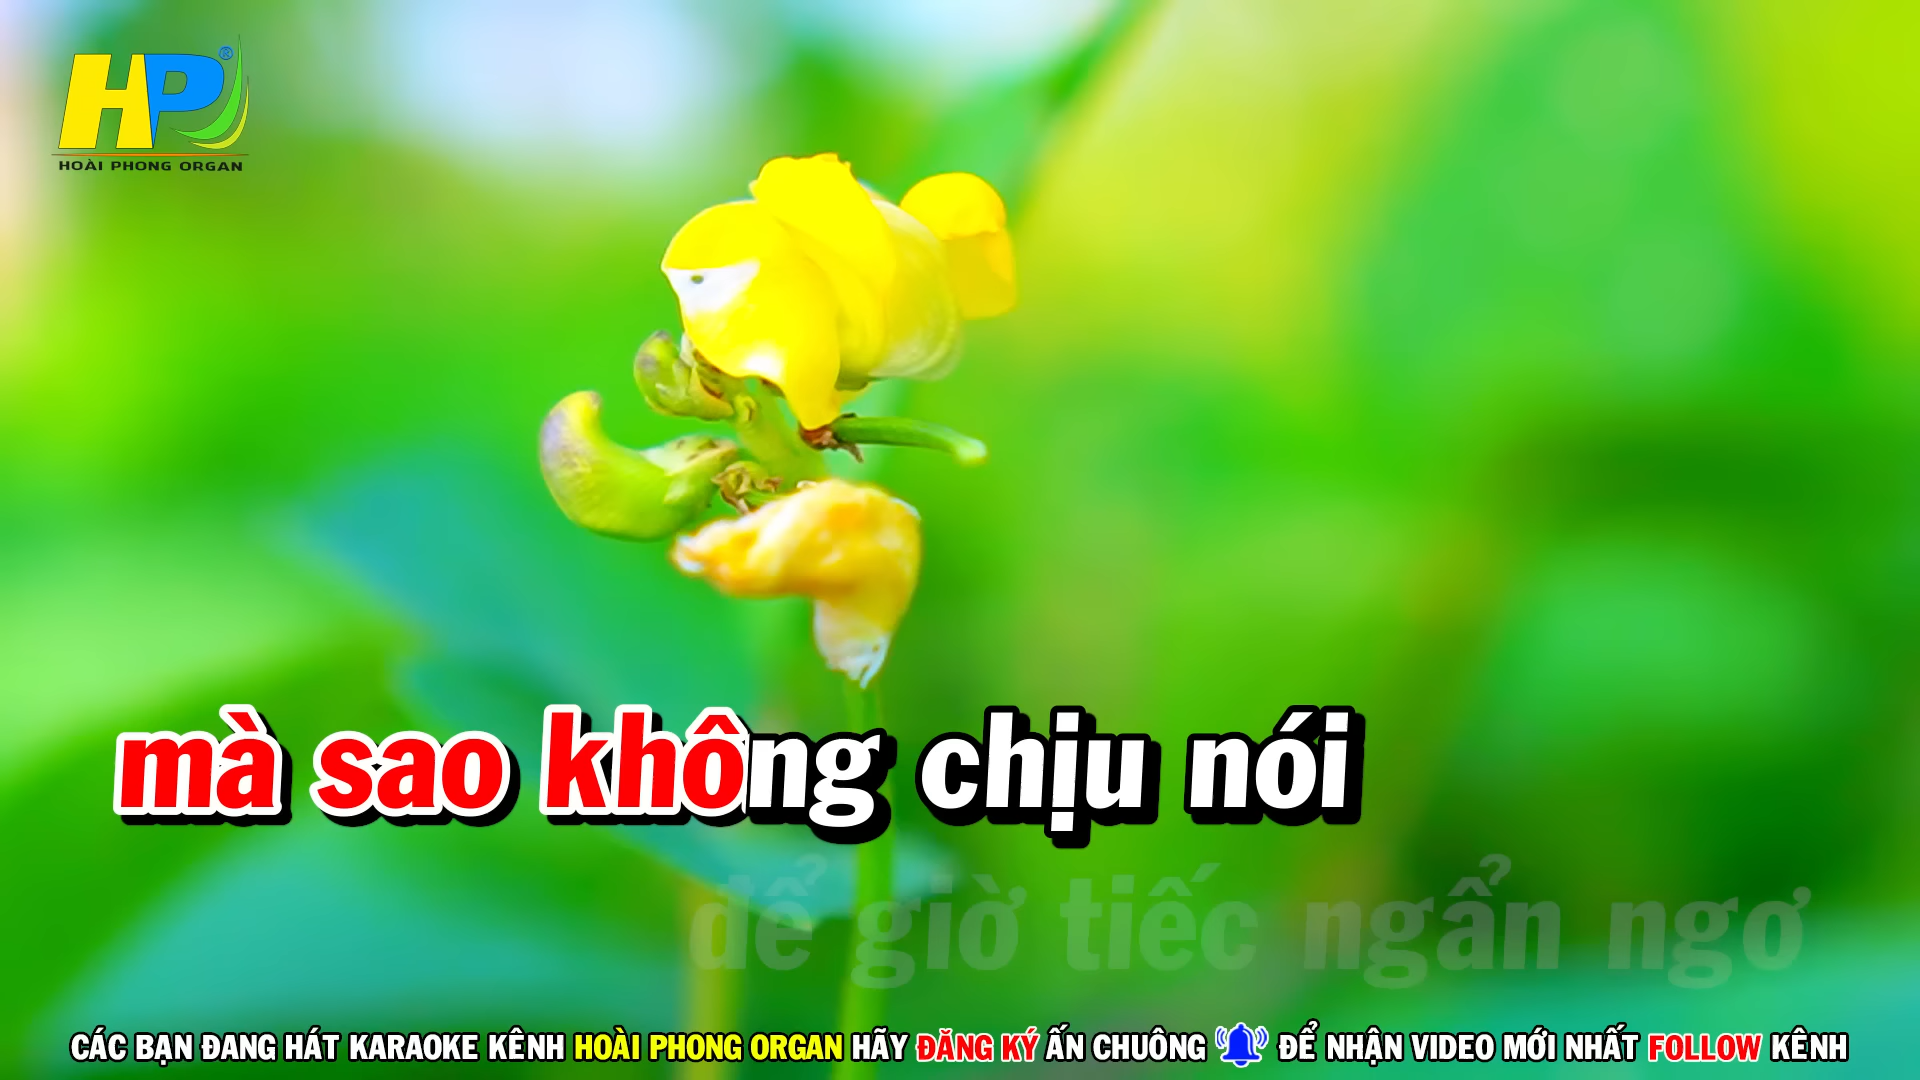 HP®
HOÀI PHONG ORGAN
mà sao không chịu nói
để giờ tiếc ngẩn ngơ
CÁC BẠN ĐANG HÁT KARAOKE KÊNH HOÀI PHONG ORGAN HÃY ĐĂNG KÝ ẤN CHUÔNG ĐỂ NHẬN VIDEO MỚI NHẤT FOLLOW KÊNH